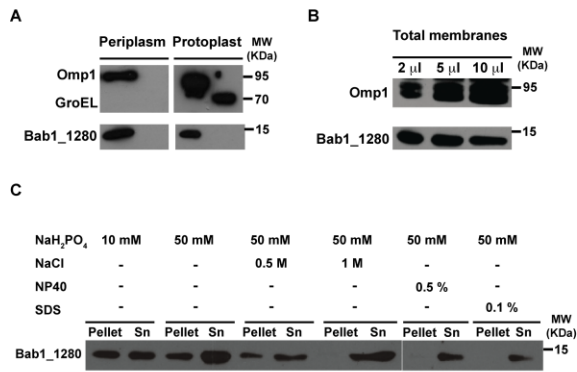 A
Periplasm Protoplast MW (KDa)
Omp1 95
GroEL 70
Bab1_1280 15
B
Total membranes
2 µl 5 µl 10 µl MW (KDa)
Omp1 95
Bab1_1280 15
C
NaH₂PO₄ 10 mM 50 mM 50 mM 50 mM 50 mM 50 mM
NaCl - - 0.5 M 1 M - -
NP40 - - - - 0.5 % -
SDS - - - - - 0.1 %
Pellet Sn Pellet Sn Pellet Sn Pellet Sn Pellet Sn Pellet Sn MW (KDa)
Bab1_1280 15